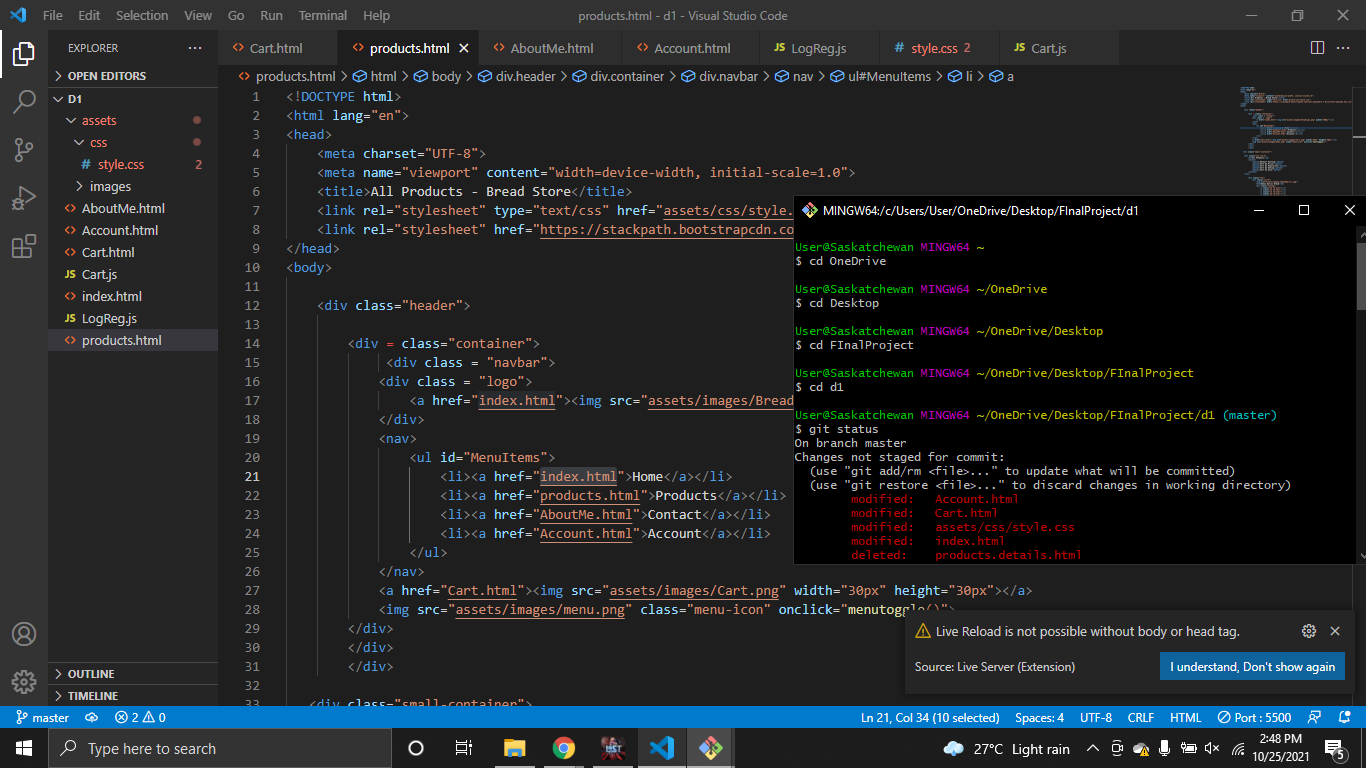 File Edit Selection View Go Run Terminal Help
products.html - d1 - Visual Studio Code
EXPLORER
OPEN EDITORS
D1
assets
css
# style.css 2
images
AboutMe.html
Account.html
Cart.html
JS Cart.js
index.html
JS LogReg.js
products.html
OUTLINE
TIMELINE
Cart.html products.html AboutMe.html Account.html JS LogReg.js # style.css 2 JS Cart.js
products.html > html > body > div.header > div.container > div.navbar > nav > ul#MenuItems > li > a
1 <!DOCTYPE html>
2 <html lang="en">
3 <head>
4 <meta charset="UTF-8">
5 <meta name="viewport" content="width=device-width, initial-scale=1.0">
6 <title>All Products - Bread Store</title>
7 <link rel="stylesheet" type="text/css" href="assets/css/style.
8 <link rel="stylesheet" href="https://stackpath.bootstrapcdn.co
9 </head>
10 <body>
11
12 <div class="header">
13
14 <div = class="container">
15 <div class = "navbar">
16 <div class = "logo">
17 <a href="index.html"><img src="assets/images/Bread
18 </div>
19 <nav>
20 <ul id="MenuItems">
21 <li><a href="index.html">Home</a></li>
22 <li><a href="products.html">Products</a></li>
23 <li><a href="AboutMe.html">Contact</a></li>
24 <li><a href="Account.html">Account</a></li>
25 </ul>
26 </nav>
27 <a href="Cart.html"><img src="assets/images/Cart.png" width="30px" height="30px"></a>
28 <img src="assets/images/menu.png" class="menu-icon" onclick="menutoggle()">
29 </div>
30 </div>
31 </div>
32
33 <div class="small-container">
MINGW64:/c/Users/User/OneDrive/Desktop/FInalProject/d1
User@Saskatchewan MINGW64 ~
$ cd OneDrive
User@Saskatchewan MINGW64 ~/OneDrive
$ cd Desktop
User@Saskatchewan MINGW64 ~/OneDrive/Desktop
$ cd FInalProject
User@Saskatchewan MINGW64 ~/OneDrive/Desktop/FInalProject
$ cd d1
User@Saskatchewan MINGW64 ~/OneDrive/Desktop/FInalProject/d1 (master)
$ git status
On branch master
Changes not staged for commit:
(use "git add/rm <file>..." to update what will be committed)
(use "git restore <file>..." to discard changes in working directory)
modified: Account.html
modified: Cart.html
modified: assets/css/style.css
modified: index.html
deleted: products.details.html
Live Reload is not possible without body or head tag.
Source: Live Server (Extension)
I understand, Don't show again
master 2 0
Ln 21, Col 34 (10 selected) Spaces: 4 UTF-8 CRLF HTML Port : 5500
Type here to search
27°C Light rain
2:48 PM
10/25/2021
5